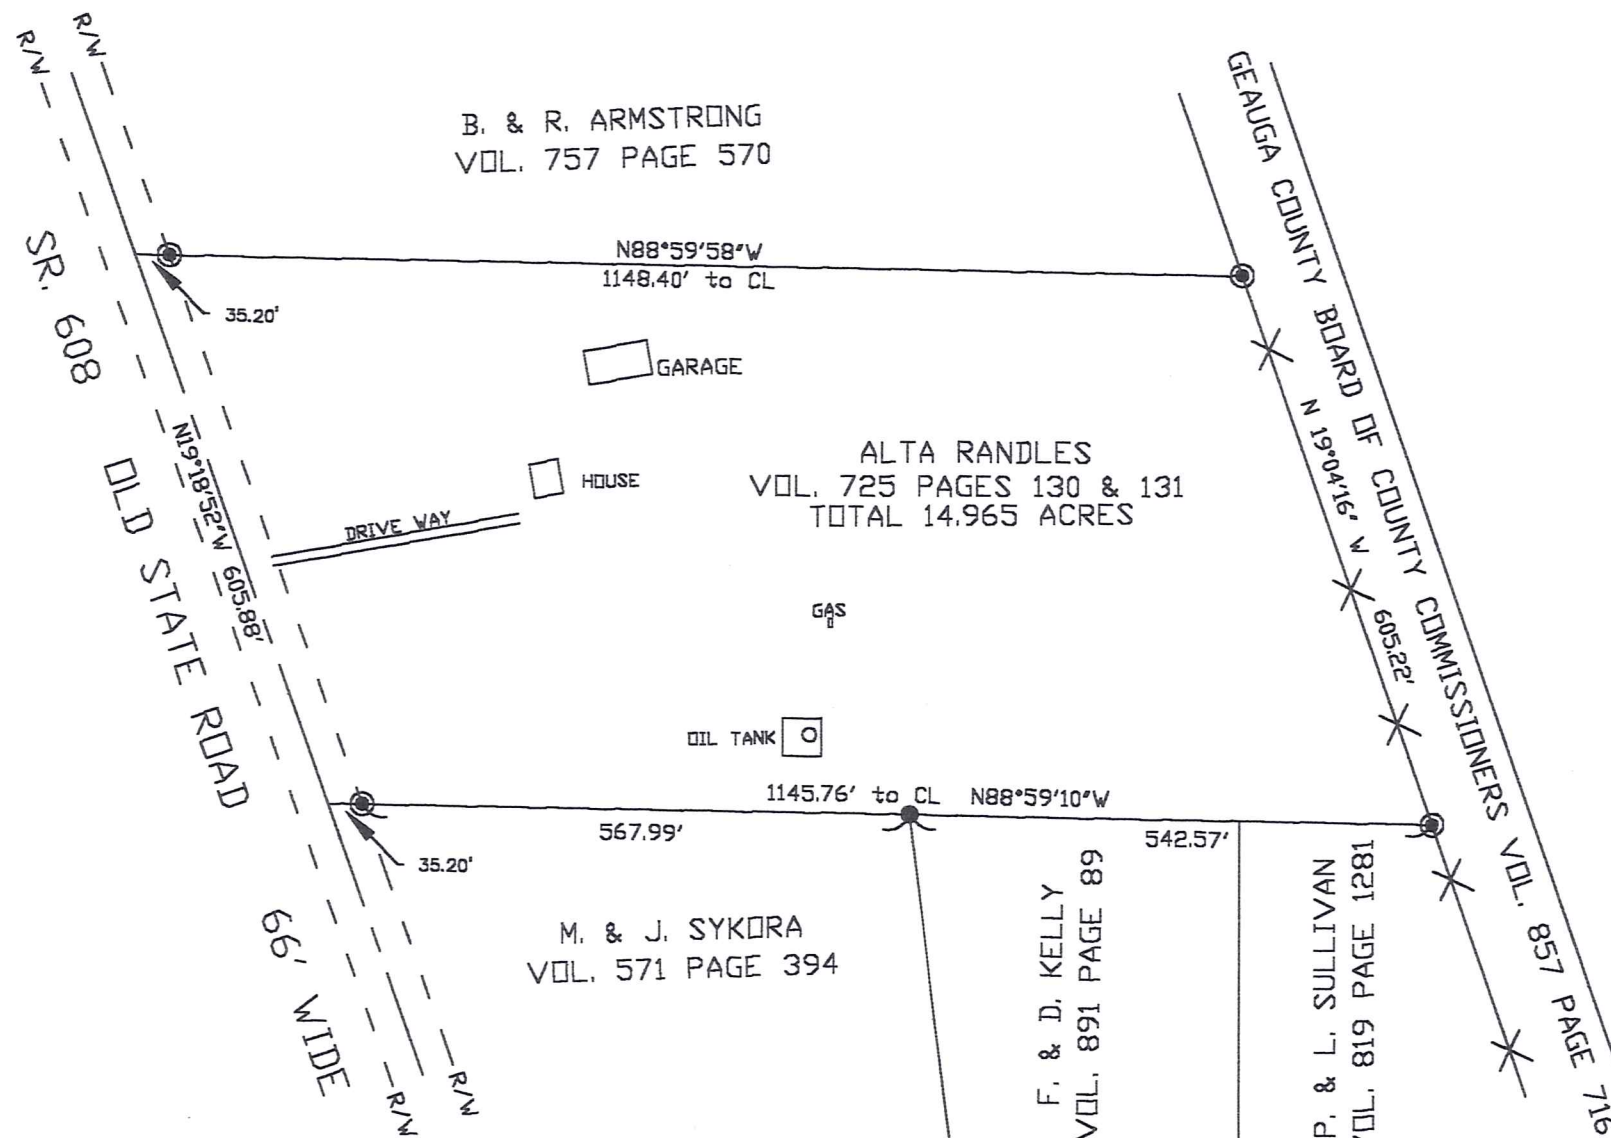 R/W
R/W
B. & R. ARMSTRONG
VOL. 757 PAGE 570
GEAUGA COUNTY BOARD OF COUNTY COMMISSIONERS VOL. 857 PAGE 716
N88°59'58"W
1148.40' to CL
35.20'
SR. 608 OLD STATE ROAD 66' WIDE
GARAGE
N 19°04'16" W 605.22'
N19°18'52"W 605.88'
HOUSE
ALTA RANDLES
VOL. 725 PAGES 130 & 131
TOTAL 14.965 ACRES
DRIVE WAY
GAS
OIL TANK
1145.76' to CL N88°59'10"W
567.99'
542.57'
35.20'
M. & J. SYKORA
VOL. 571 PAGE 394
F. & D. KELLY
VOL. 891 PAGE 89
P. & L. SULLIVAN
VOL. 819 PAGE 1281
R/W
R/W